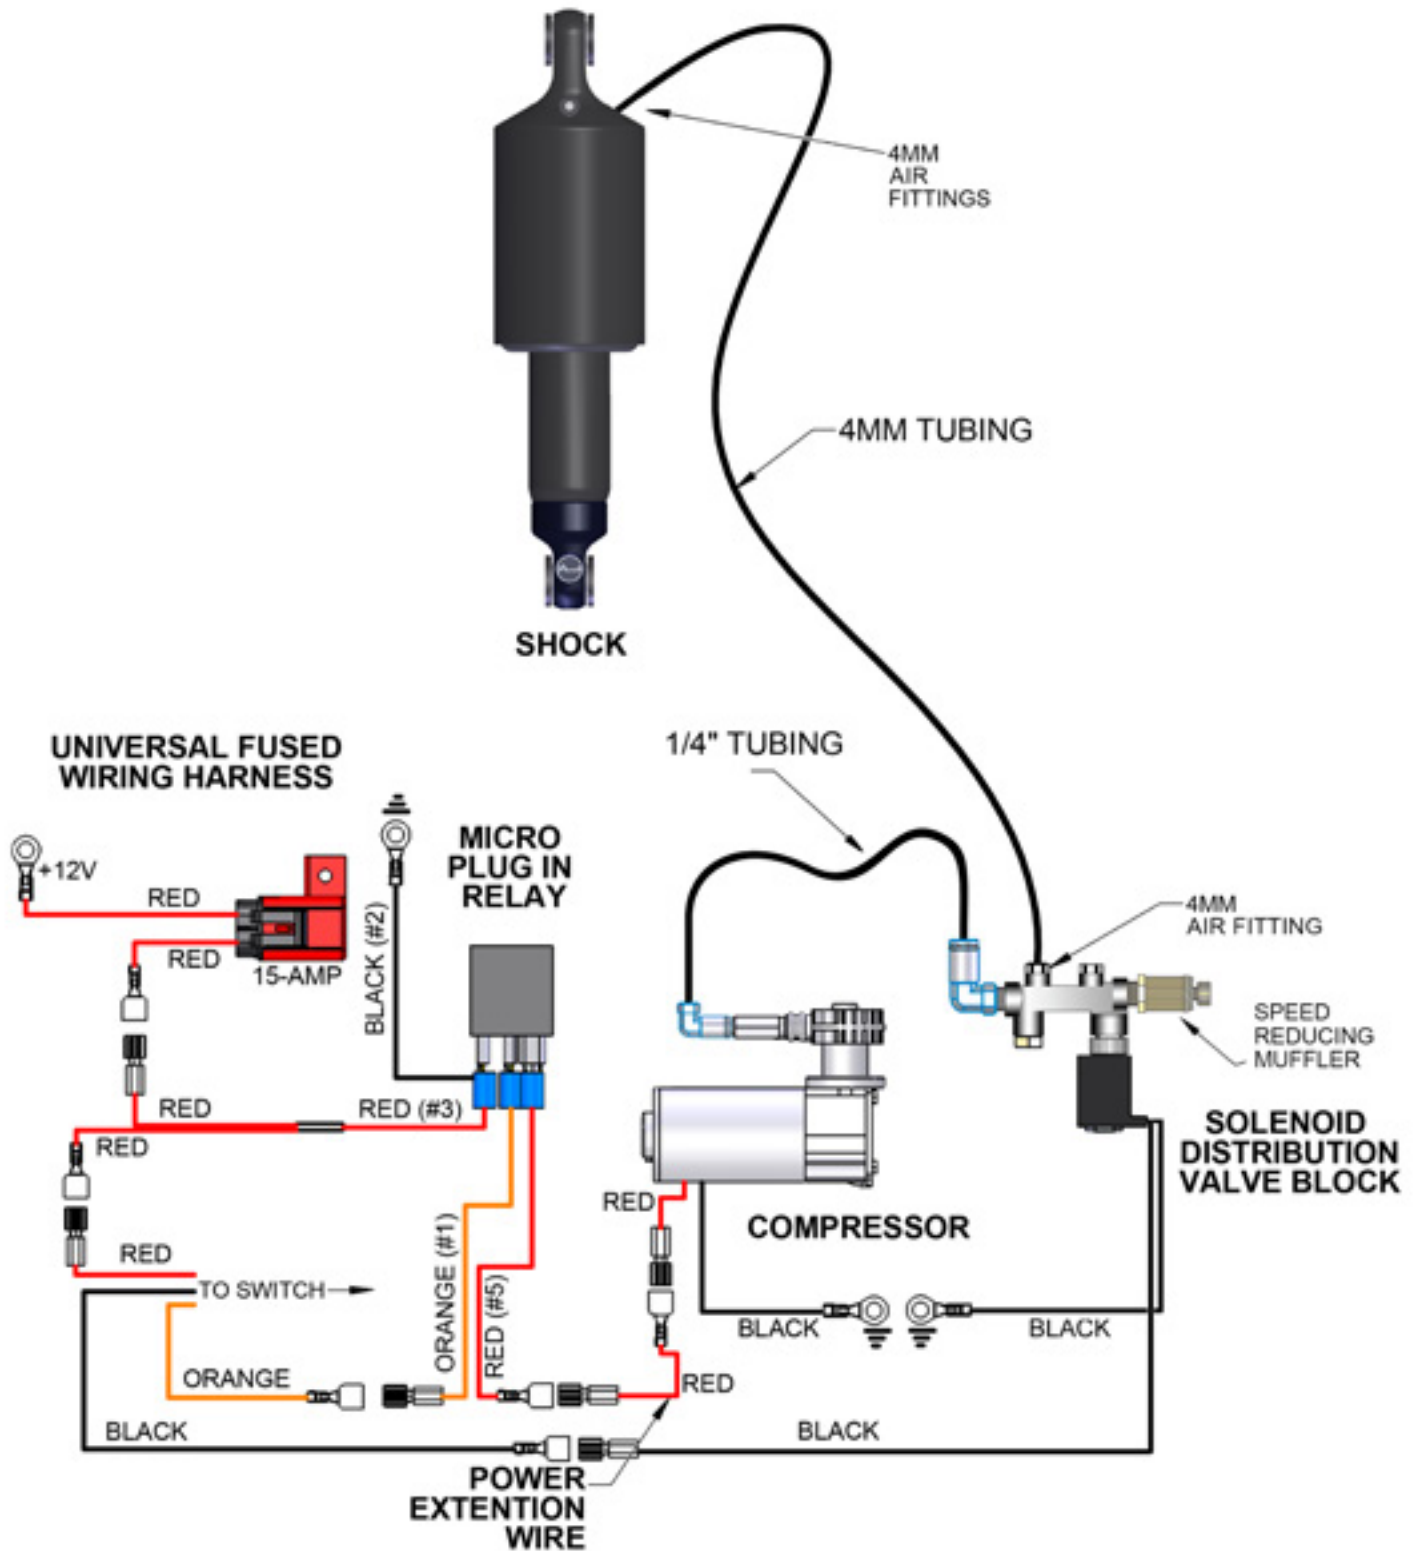 4MM
AIR
FITTINGS
4MM TUBING
SHOCK
UNIVERSAL FUSED
WIRING HARNESS
1/4" TUBING
+12V
RED
RED
15-AMP
BLACK (#2)
MICRO
PLUG IN
RELAY
4MM
AIR FITTING
SPEED
REDUCING
MUFFLER
RED
RED (#3)
RED
SOLENOID
DISTRIBUTION
VALVE BLOCK
RED
COMPRESSOR
RED
TO SWITCH
ORANGE (#1)
RED (#5)
BLACK
BLACK
ORANGE
RED
BLACK
BLACK
POWER
EXTENTION
WIRE